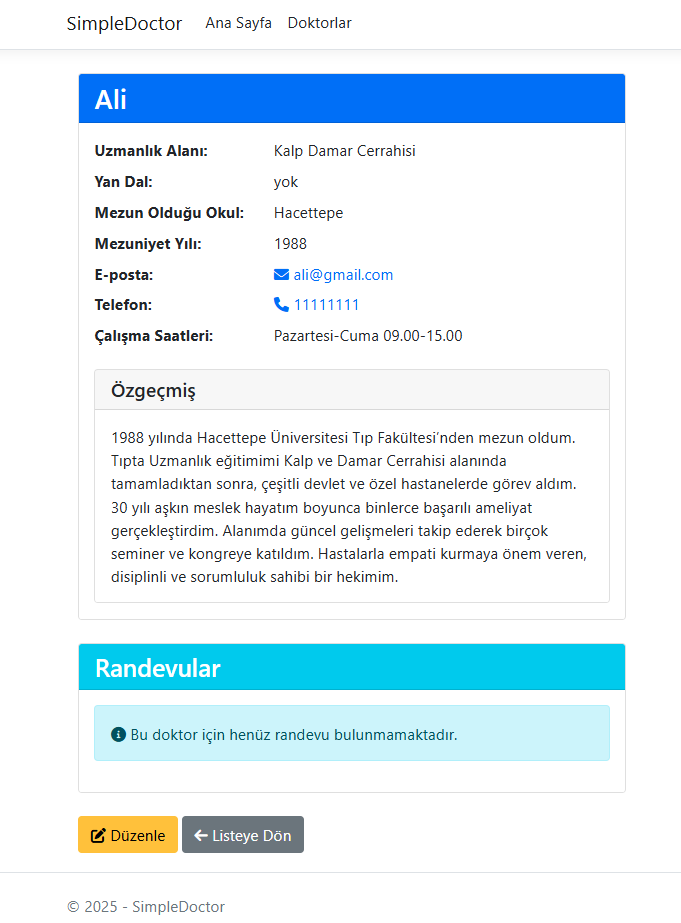 SimpleDoctor Ana Sayfa Doktorlar
Ali
Uzmanlık Alanı: Kalp Damar Cerrahisi
Yan Dal: yok
Mezun Olduğu Okul: Hacettepe
Mezuniyet Yılı: 1988
E-posta: ali@gmail.com
Telefon: 11111111
Çalışma Saatleri: Pazartesi-Cuma 09.00-15.00
Özgeçmiş
1988 yılında Hacettepe Üniversitesi Tıp Fakültesi’nden mezun oldum.
Tıpta Uzmanlık eğitimimi Kalp ve Damar Cerrahisi alanında
tamamladıktan sonra, çeşitli devlet ve özel hastanelerde görev aldım.
30 yılı aşkın meslek hayatım boyunca binlerce başarılı ameliyat
gerçekleştirdim. Alanımda güncel gelişmeleri takip ederek birçok
seminer ve kongreye katıldım. Hastalarla empati kurmaya önem veren,
disiplinli ve sorumluluk sahibi bir hekimim.
Randevular
Bu doktor için henüz randevu bulunmamaktadır.
Düzenle Listeye Dön
© 2025 - SimpleDoctor